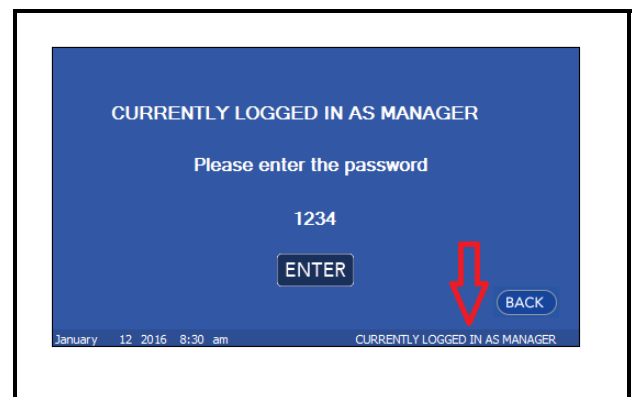 CURRENTLY LOGGED IN AS MANAGER
Please enter the password
1234
ENTER
BACK
January 12 2016 8:30 am CURRENTLY LOGGED IN AS MANAGER